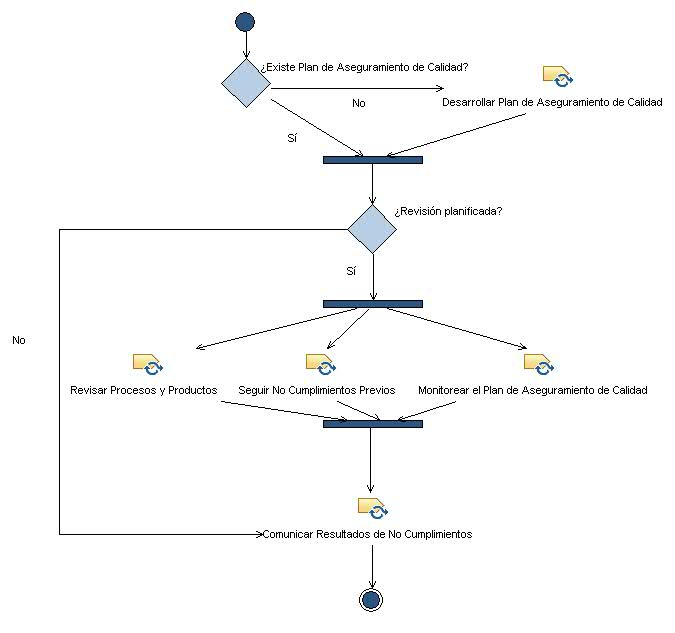 ¿Existe Plan de Aseguramiento de Calidad?
No
Desarrollar Plan de Aseguramiento de Calidad
Sí
¿Revisión planificada?
Sí
No
Revisar Procesos y Productos
Seguir No Cumplimientos Previos
Monitorear el Plan de Aseguramiento de Calidad
Comunicar Resultados de No Cumplimientos